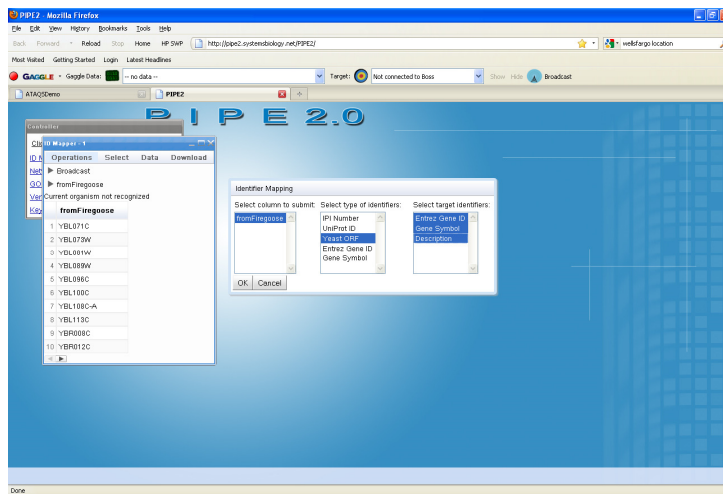 PIPE2 - Mozilla Firefox
File Edit View History Bookmarks Tools Help
Back Forward Reload Stop Home HP SWP http://pipe2.systemsbiology.net/PIPE2/ wellsfargo location
Most Visited Getting Started Login Latest Headlines
GAGGLE Gaggle Data: -- no data -- Target: Not connected to Boss Show Hide Broadcast
ATAQSDemo PIPE2
PIPE 2.0
Controller
ID Mapper - 1
Operations Select Data Download
Broadcast
fromFiregoose
Current organism not recognized
fromFiregoose
1 YBL071C
2 YBL073W
3 YBL001W
4 YBL089W
5 YBL096C
6 YBL100C
7 YBL108C-A
8 YBL113C
9 YBR008C
10 YBR012C
Identifier Mapping
Select column to submit: Select type of identifiers: Select target identifiers:
fromFiregoose IPI Number Entrez Gene ID
UniProt ID Gene Symbol
Yeast ORF Description
Entrez Gene ID
Gene Symbol
OK Cancel
Done